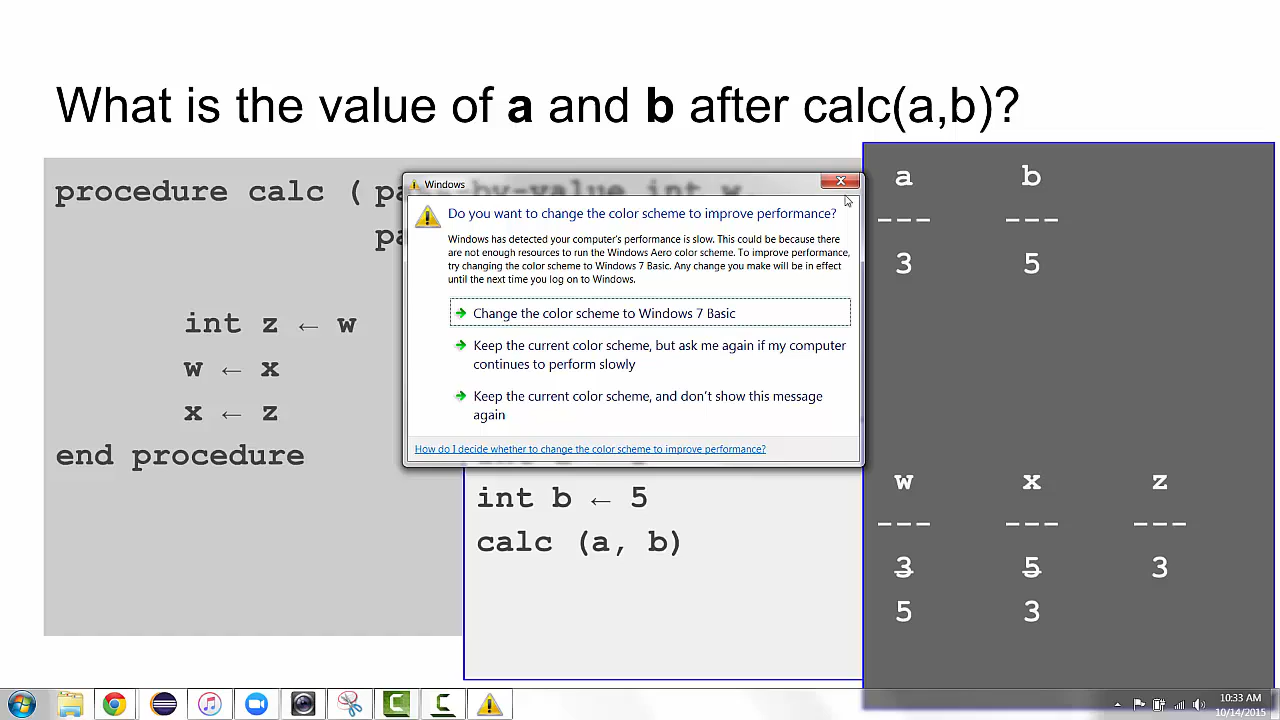 What is the value of a and b after calc(a,b)?
procedure calc ( pass-by-value int w,
int z ← w
w ← x
x ← z
end procedure
Windows
Do you want to change the color scheme to improve performance?
Windows has detected your computer's performance is slow. This could be because there
are not enough resources to run the Windows Aero color scheme. To improve performance,
try changing the color scheme to Windows 7 Basic. Any change you make will be in effect
until the next time you log on to Windows.
Change the color scheme to Windows 7 Basic
Keep the current color scheme, but ask me again if my computer
continues to perform slowly
Keep the current color scheme, and don't show this message
again
How do I decide whether to change the color scheme to improve performance?
int b ← 5
calc (a, b)
a b
--- ---
3 5
w x z
--- --- ---
3 5 3
5 3
10:33 AM
10/14/2015